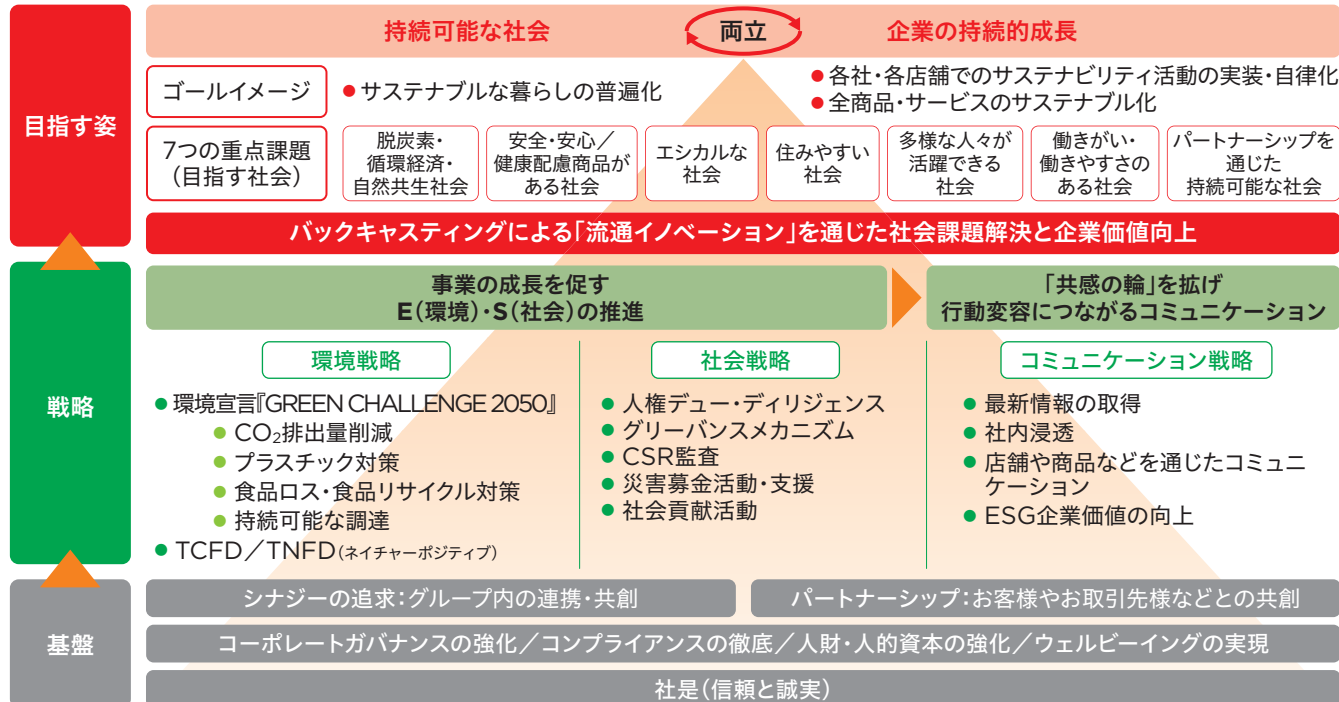 持続可能な社会
両立
企業の持続的成長
目指す姿
ゴールイメージ
●サステナブルな暮らしの普遍化
●各社・各店舗でのサステナビリティ活動の実装・自律化
●全商品・サービスのサステナブル化
7つの重点課題
(目指す社会)
脱炭素・
循環経済・
自然共生社会
安全・安心／
健康配慮商品が
ある社会
エシカルな
社会
住みやすい
社会
多様な人々が
活躍できる
社会
働きがい・
働きやすさの
ある社会
パートナーシップを
通じた
持続可能な社会
バックキャスティングによる「流通イノベーション」を通じた社会課題解決と企業価値向上
戦略
事業の成長を促す
E(環境)・S(社会)の推進
「共感の輪」を拡げ
行動変容につながるコミュニケーション
環境戦略
●環境宣言『GREEN CHALLENGE 2050』
●CO₂排出量削減
●プラスチック対策
●食品ロス・食品リサイクル対策
●持続可能な調達
●TCFD／TNFD(ネイチャーポジティブ)
社会戦略
●人権デュー・ディリジェンス
●グリーバンスメカニズム
●CSR監査
●災害募金活動・支援
●社会貢献活動
コミュニケーション戦略
●最新情報の取得
●社内浸透
●店舗や商品などを通じたコミュニ
ケーション
●ESG企業価値の向上
基盤
シナジーの追求：グループ内の連携・共創
パートナーシップ：お客様やお取引先様などとの共創
コーポレートガバナンスの強化／コンプライアンスの徹底／人財・人的資本の強化／ウェルビーイングの実現
社是(信頼と誠実)